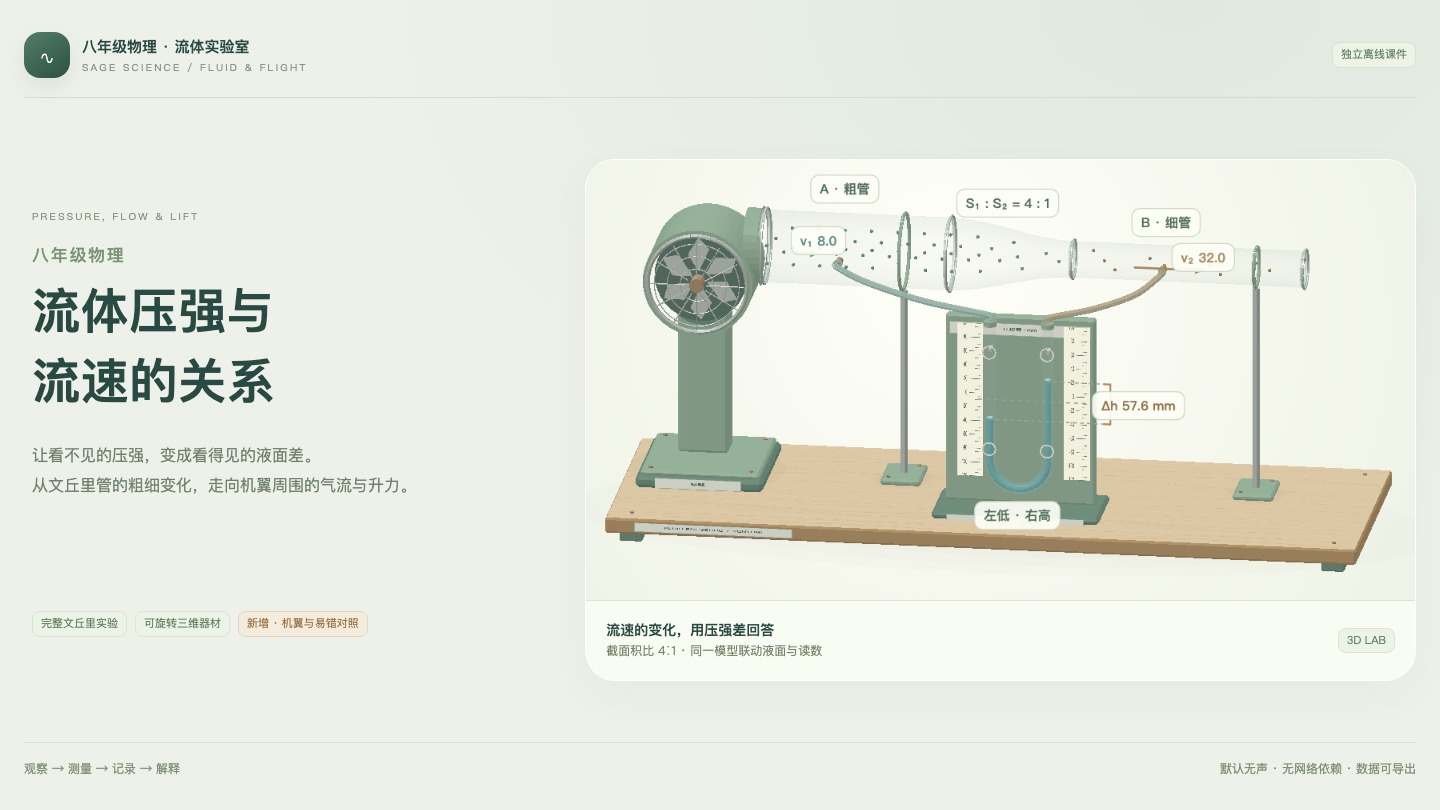 八年级物理 · 流体实验室
SAGE SCIENCE / FLUID & FLIGHT
独立离线课件
PRESSURE, FLOW & LIFT
八年级物理
流体压强与
流速的关系
让看不见的压强，变成看得见的液面差。
从文丘里管的粗细变化，走向机翼周围的气流与升力。
完整文丘里实验
可旋转三维器材
新增 · 机翼与易错对照
A · 粗管
S₁ : S₂ = 4 : 1
B · 细管
v₁ 8.0
v₂ 32.0
Δh 57.6 mm
左低 · 右高
流速的变化，用压强差回答
截面积比 4:1 · 同一模型联动液面与读数
3D LAB
观察 → 测量 → 记录 → 解释
默认无声 · 无网络依赖 · 数据可导出